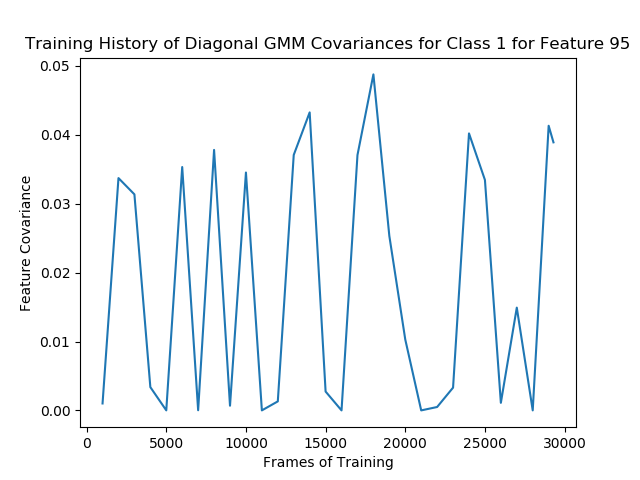 Training History of Diagonal GMM Covariances for Class 1 for Feature 95
0.05
0.04
0.03
0.02
0.01
0.00
Feature Covariance
0 5000 10000 15000 20000 25000 30000
Frames of Training